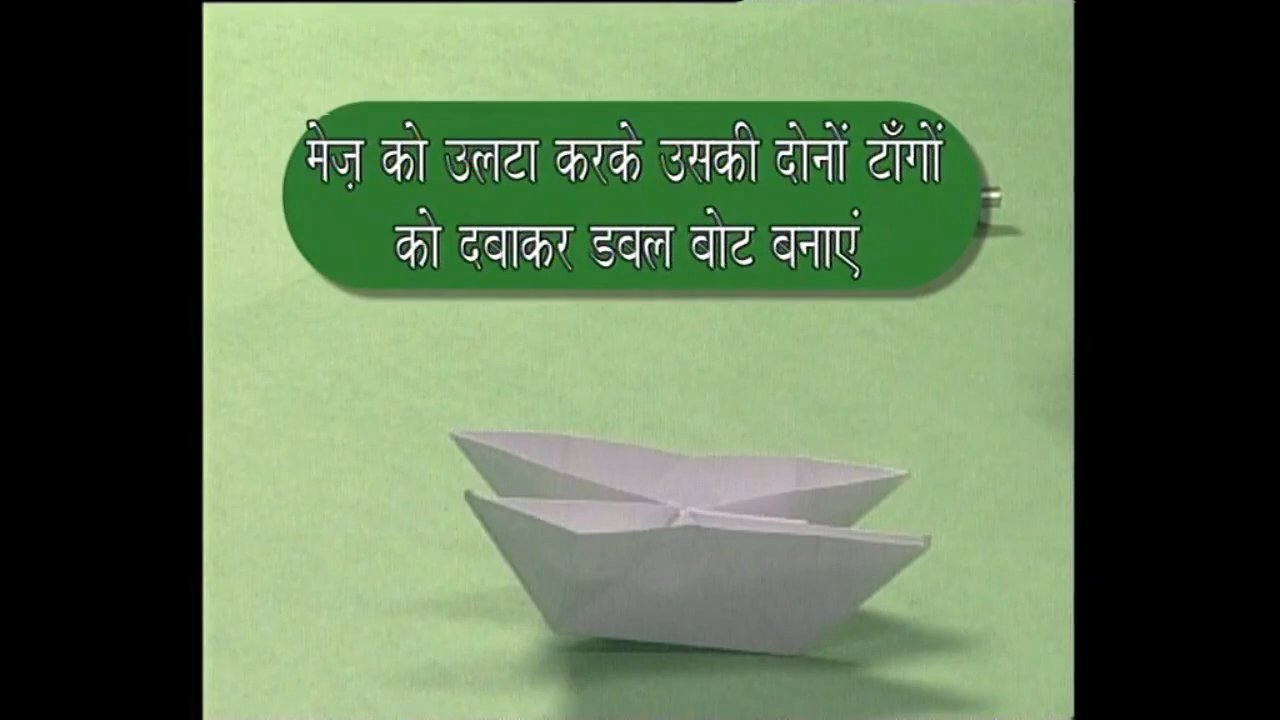 मेज़ को उलटा करके उसकी दोनों टाँगों
को दबाकर डबल बोट बनाएं